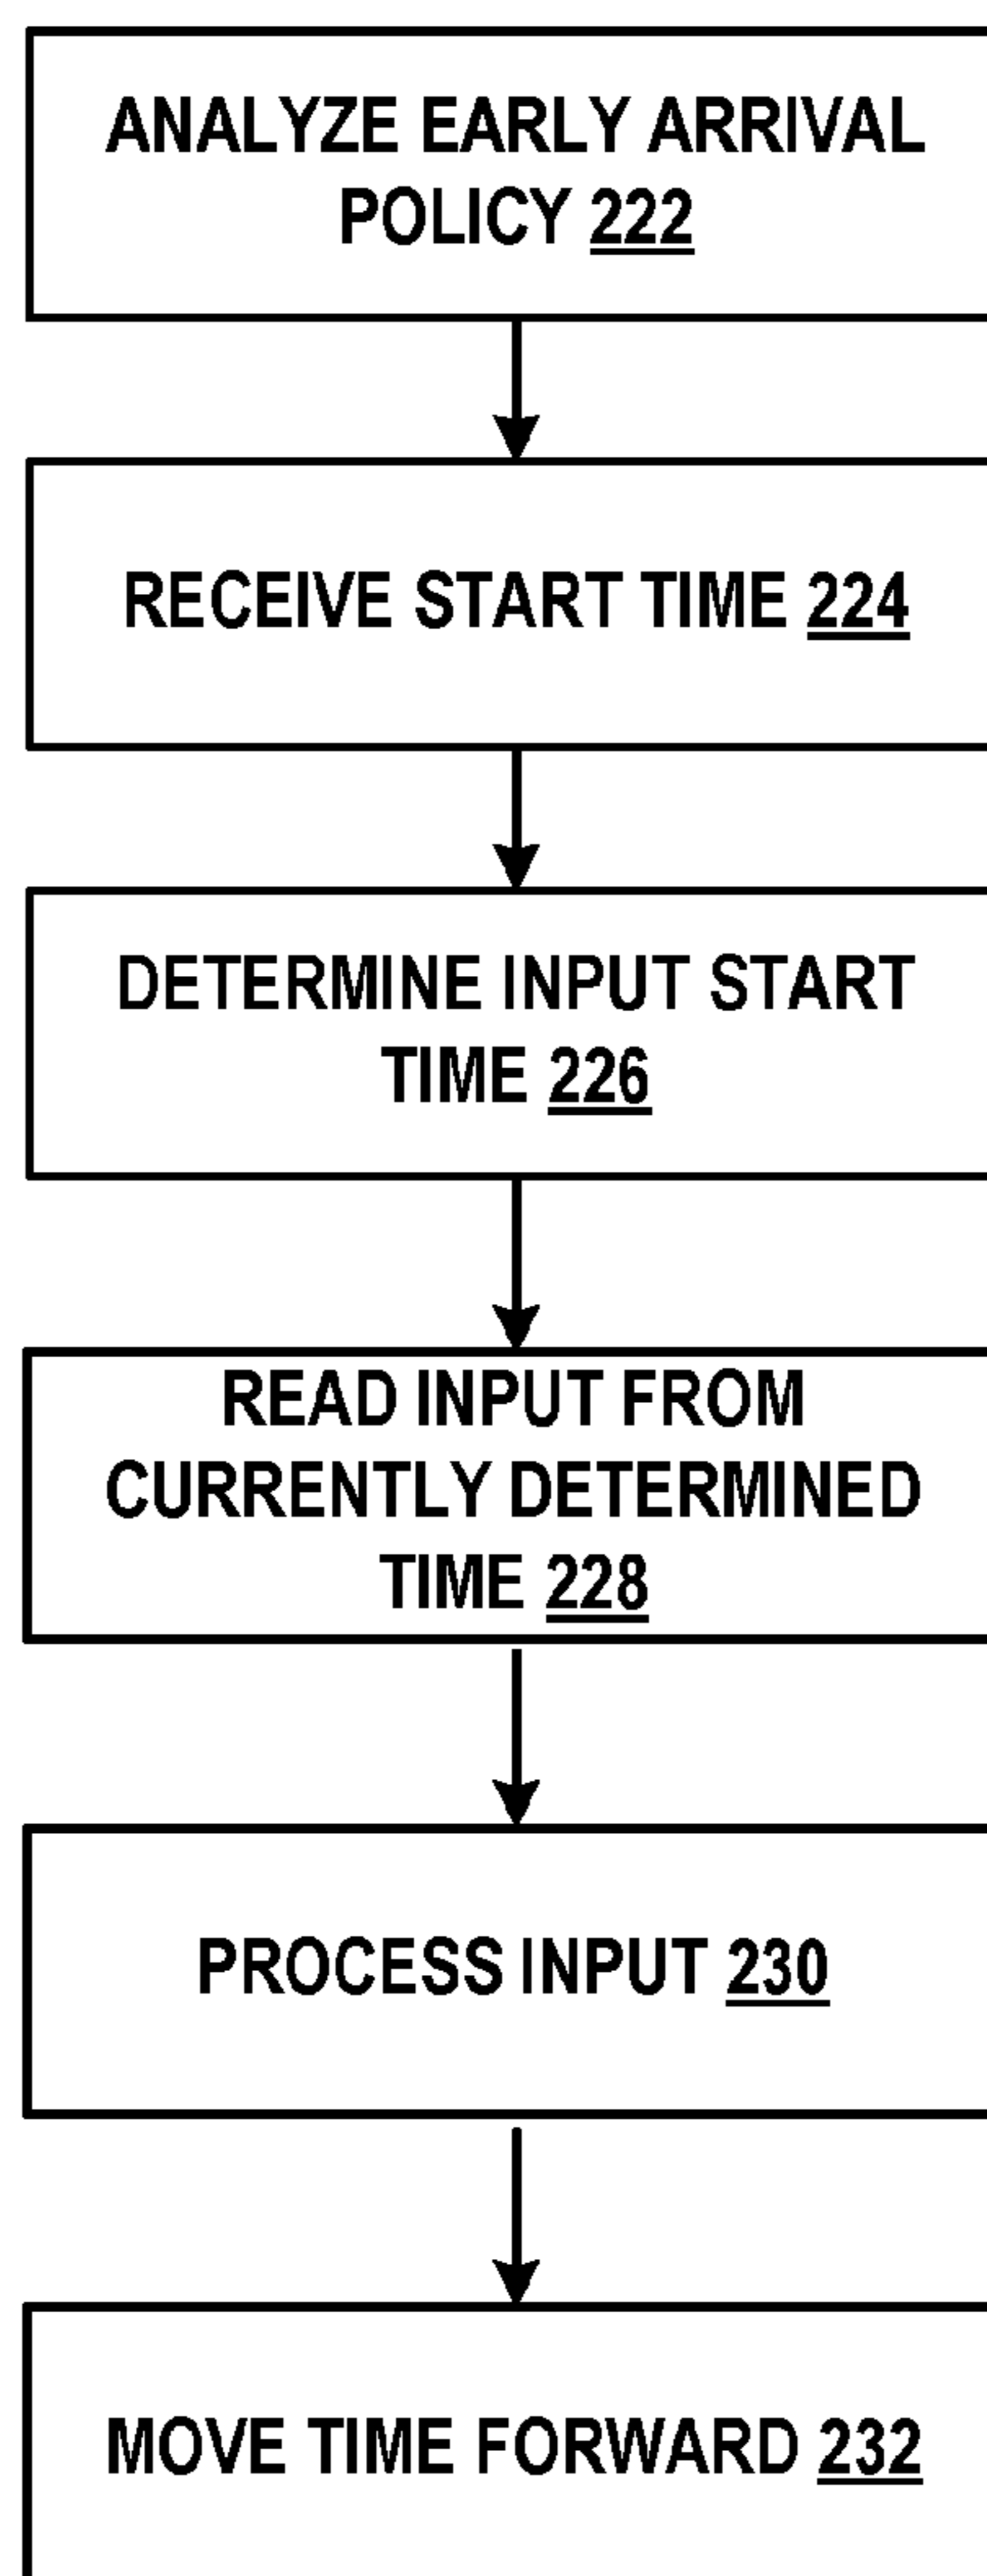 ANALYZE EARLY ARRIVAL
POLICY 222
RECEIVE START TIME 224
DETERMINE INPUT START
TIME 226
READ INPUT FROM
CURRENTLY DETERMINED
TIME 228
PROCESS INPUT 230
MOVE TIME FORWARD 232